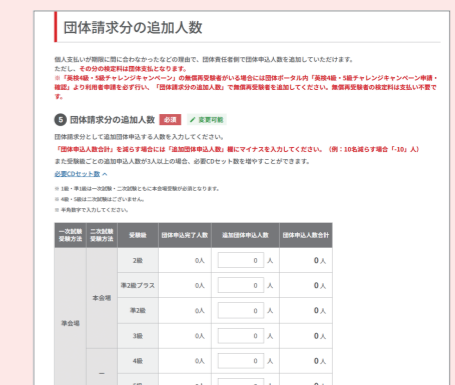 団体請求分の追加人数
個人支払いが期限に間に合わなかったなどの理由で、団体責任者側で団体申込人数を追加していただけます。
ただし、その分の検定料は団体支払となります。
※「英検4級・5級チャレンジキャンペーン」の無償再受験者がいる場合には団体ポータル内「英検4級・5級チャレンジキャンペーン申請・
確認」より利用者申請を必ず行い、「団体請求分の追加人数」で無償再受験者を追加してください。無償再受験者の検定料は支払い不要で
す。
5 団体請求分の追加人数 必須 変更可能
団体請求分として追加団体申込する人数を入力してください。
「団体申込人数合計」を減らす場合には「追加団体申込人数」欄にマイナスを入力してください。（例：10名減らす場合「-10」人）
また受験級ごとの追加申込人数が3人以上の場合、必要CDセット数を増やすことができます。
必要CDセット数
※ 1級・準1級は一次試験・二次試験ともに本会場受験が必須となります。
※ 4級・5級は二次試験はございません。
※ 半角数字で入力してください。
一次試験受験方法 二次試験受験方法 受験級 団体申込完了人数 追加団体申込人数 団体申込人数合計
2級 0人 0 人 0 人
準2級プラス 0人 0 人 0 人
本会場
準2級 0人 0 人 0 人
準会場
3級 0人 0 人 0 人
4級 0人 0 人 0 人
－